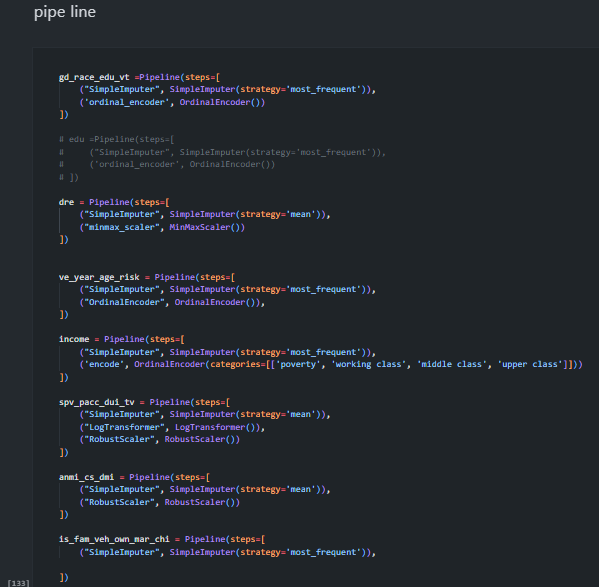 pipe line
gd_race_edu_vt =Pipeline(steps=[
("SimpleImputer", SimpleImputer(strategy='most_frequent')),
('ordinal_encoder', OrdinalEncoder())
])
# edu =Pipeline(steps=[
#     ("SimpleImputer", SimpleImputer(strategy='most_frequent')),
#     ('ordinal_encoder', OrdinalEncoder())
# ])
dre = Pipeline(steps=[
("SimpleImputer", SimpleImputer(strategy='mean')),
("minmax_scaler", MinMaxScaler())
])
ve_year_age_risk = Pipeline(steps=[
("SimpleImputer", SimpleImputer(strategy='most_frequent')),
("OrdinalEncoder", OrdinalEncoder()),
])
income = Pipeline(steps=[
("SimpleImputer", SimpleImputer(strategy='most_frequent')),
('encode', OrdinalEncoder(categories=[['poverty', 'working class', 'middle class', 'upper class']]))
])
spv_pacc_dui_tv = Pipeline(steps=[
("SimpleImputer", SimpleImputer(strategy='mean')),
("LogTransformer", LogTransformer()),
("RobustScaler", RobustScaler())
])
anmi_cs_dmi = Pipeline(steps=[
("SimpleImputer", SimpleImputer(strategy='mean')),
("RobustScaler", RobustScaler())
])
is_fam_veh_own_mar_chi = Pipeline(steps=[
("SimpleImputer", SimpleImputer(strategy='most_frequent')),
])
[133]